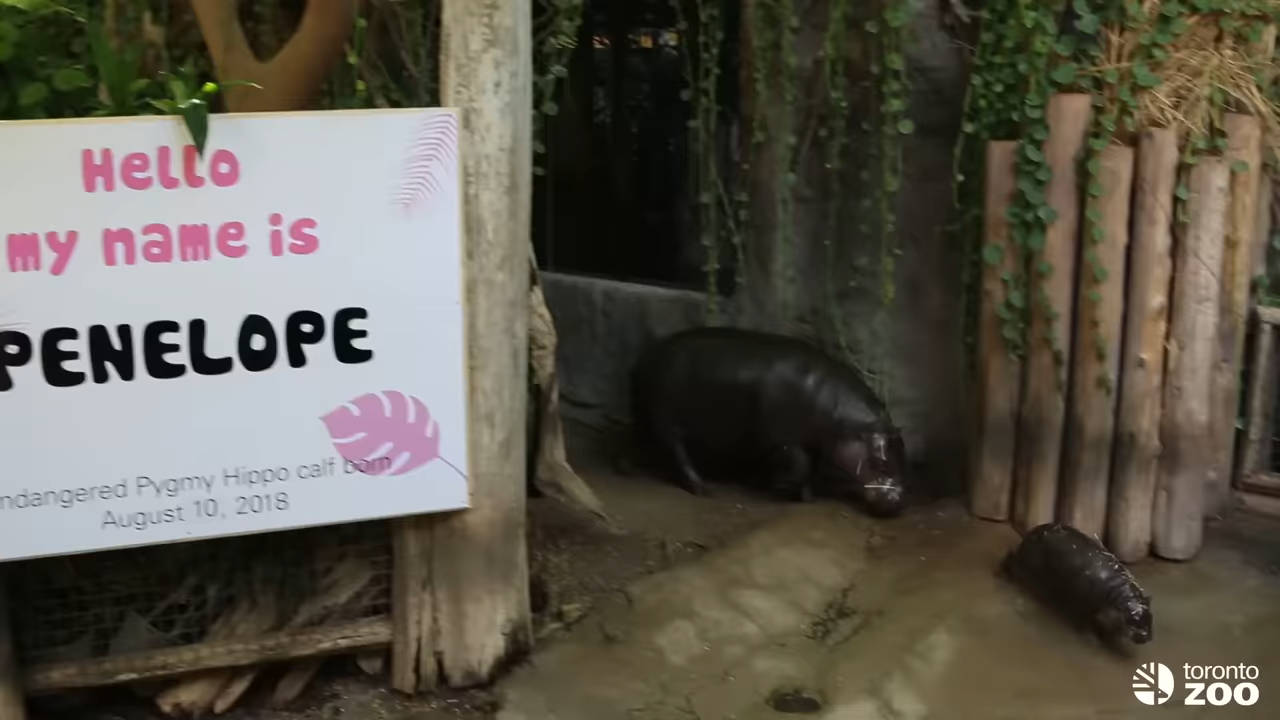 Hello
my name is
PENELOPE
ndangered Pygmy Hippo calf born
August 10, 2018
toronto
ZOO